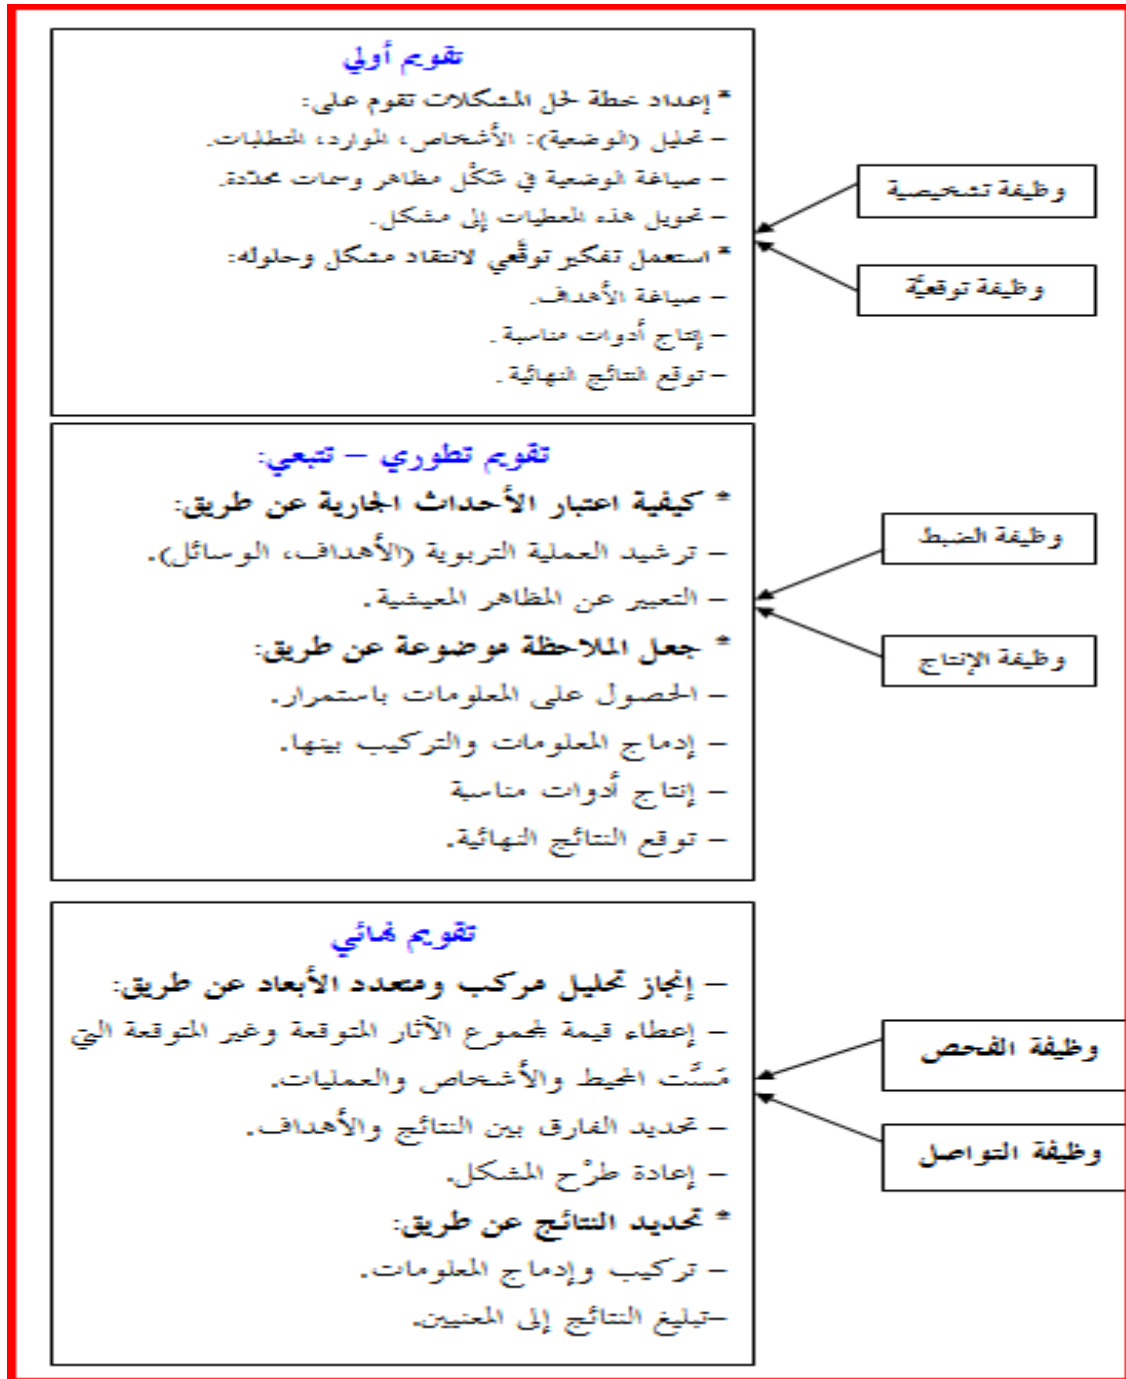 تقويم أولي
* إعداد خطة لحل المشكلات تقوم على:
– تحليل (الوضعية): الأشخاص، الموارد، المتطلبات.
– صياغة الوضعية في شكْل مظاهر وسمات محدّدة.
– تحويل هذه المعطيات إلى مشكل.
* استعمل تفكير توقُّعي لانتقاد مشكل وحلوله:
– صياغة الأهداف.
– إنتاج أدوات مناسبة.
– توقع النتائج النهائية.
وظيفة تشخيصية
وظيفة توقعيَّة
تقويم تطوري – تتبعي:
* كيفية اعتبار الأحداث الجارية عن طريق:
– ترشيد العملية التربوية (الأهداف، الوسائل).
– التعبير عن المظاهر المعيشية.
* جعل الملاحظة موضوعة عن طريق:
– الحصول على المعلومات باستمرار.
– إدماج المعلومات والتركيب بينها.
– إنتاج أدوات مناسبة
– توقع النتائج النهائية.
وظيفة الضبط
وظيفة الإنتاج
تقويم نهائي
– إنجاز تحليل مركب ومتعدد الأبعاد عن طريق:
– إعطاء قيمة لمجموع الآثار المتوقعة وغير المتوقعة التي
مَسَّت المحيط والأشخاص والعمليات.
– تحديد الفارق بين النتائج والأهداف.
– إعادة طرْح المشكل.
* تحديد النتائج عن طريق:
– تركيب وإدماج المعلومات.
–تبليغ النتائج إلى المعنيين.
وظيفة الفحص
وظيفة التواصل